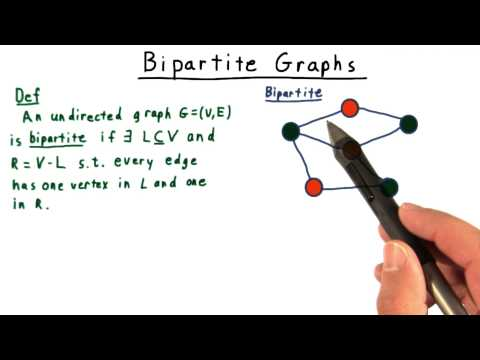 Bipartite Graphs
Def
An undirected graph G=(V,E)
is bipartite if ∃ L⊆V and
R=V-L s.t. every edge
has one vertex in L and one
in R.
Bipartite